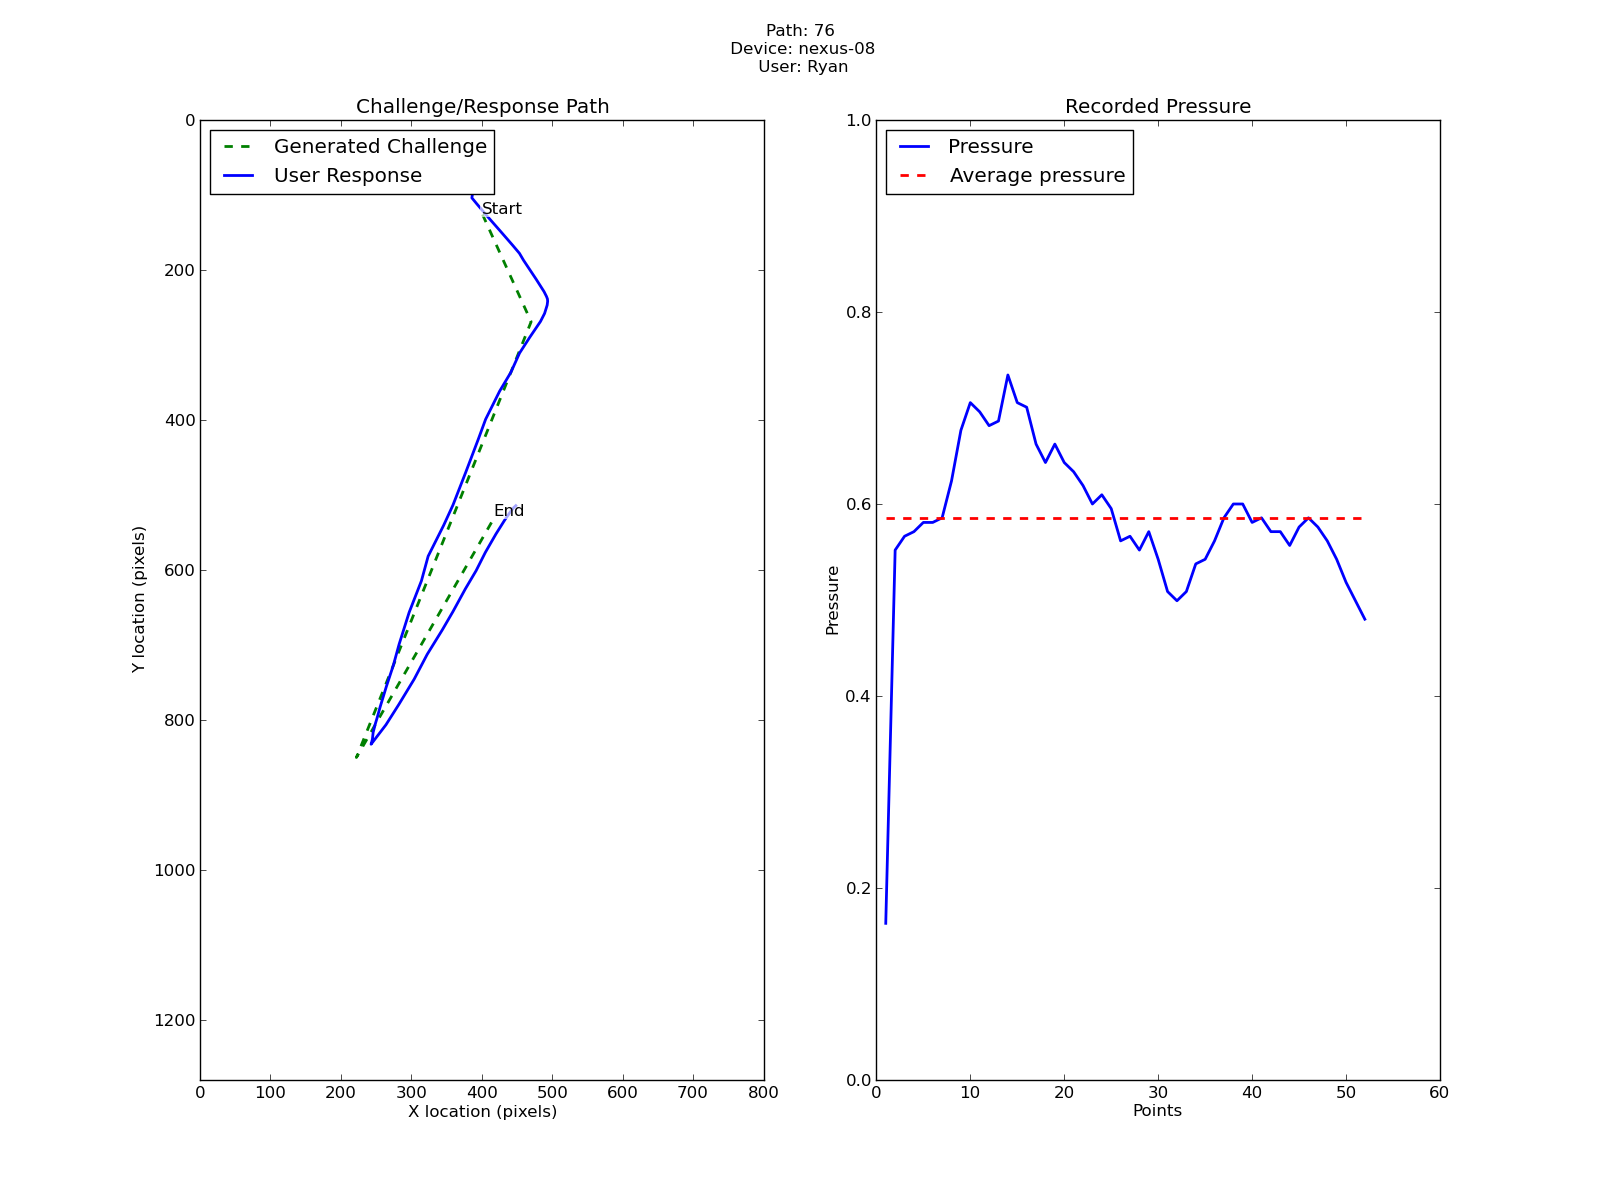 Path: 76
Device: nexus-08
User: Ryan
Challenge/Response Path
Generated Challenge
User Response
Start
End
0
200
400
600
800
1000
1200
Y location (pixels)
0 100 200 300 400 500 600 700 800
X location (pixels)
Recorded Pressure
Pressure
Average pressure
1.0
0.8
0.6
0.4
0.2
0.0
Pressure
0 10 20 30 40 50 60
Points